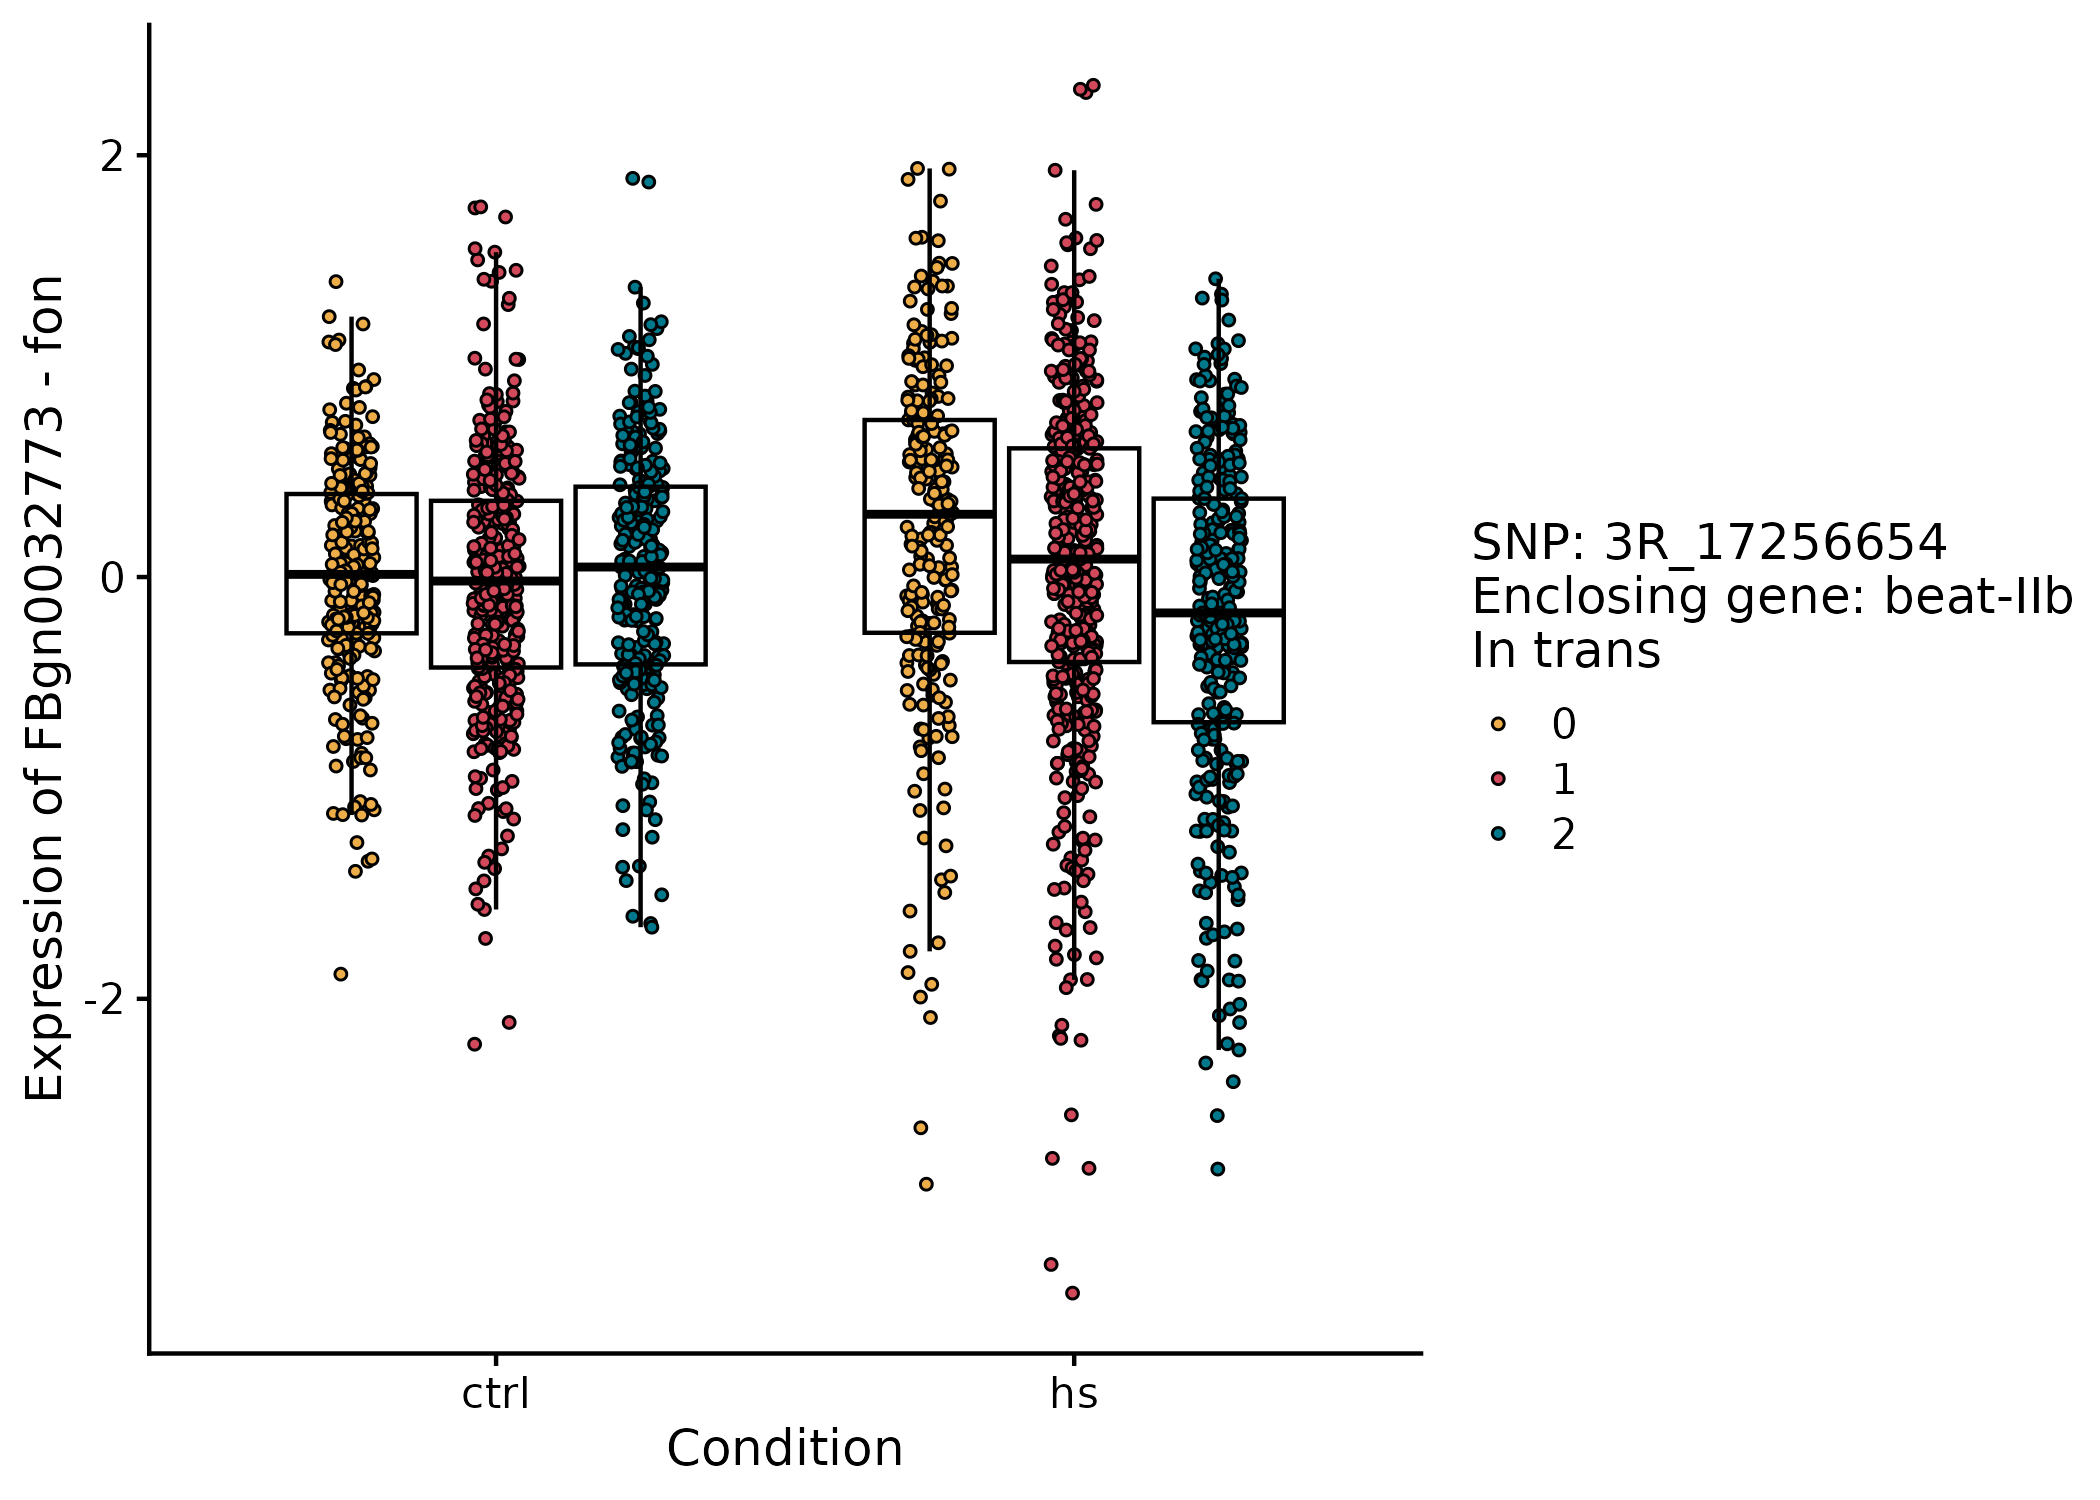 Expression of FBgn0032773 - fon
2
0
-2
ctrl
hs
Condition
SNP: 3R_17256654
Enclosing gene: beat-IIb
In trans
0
1
2